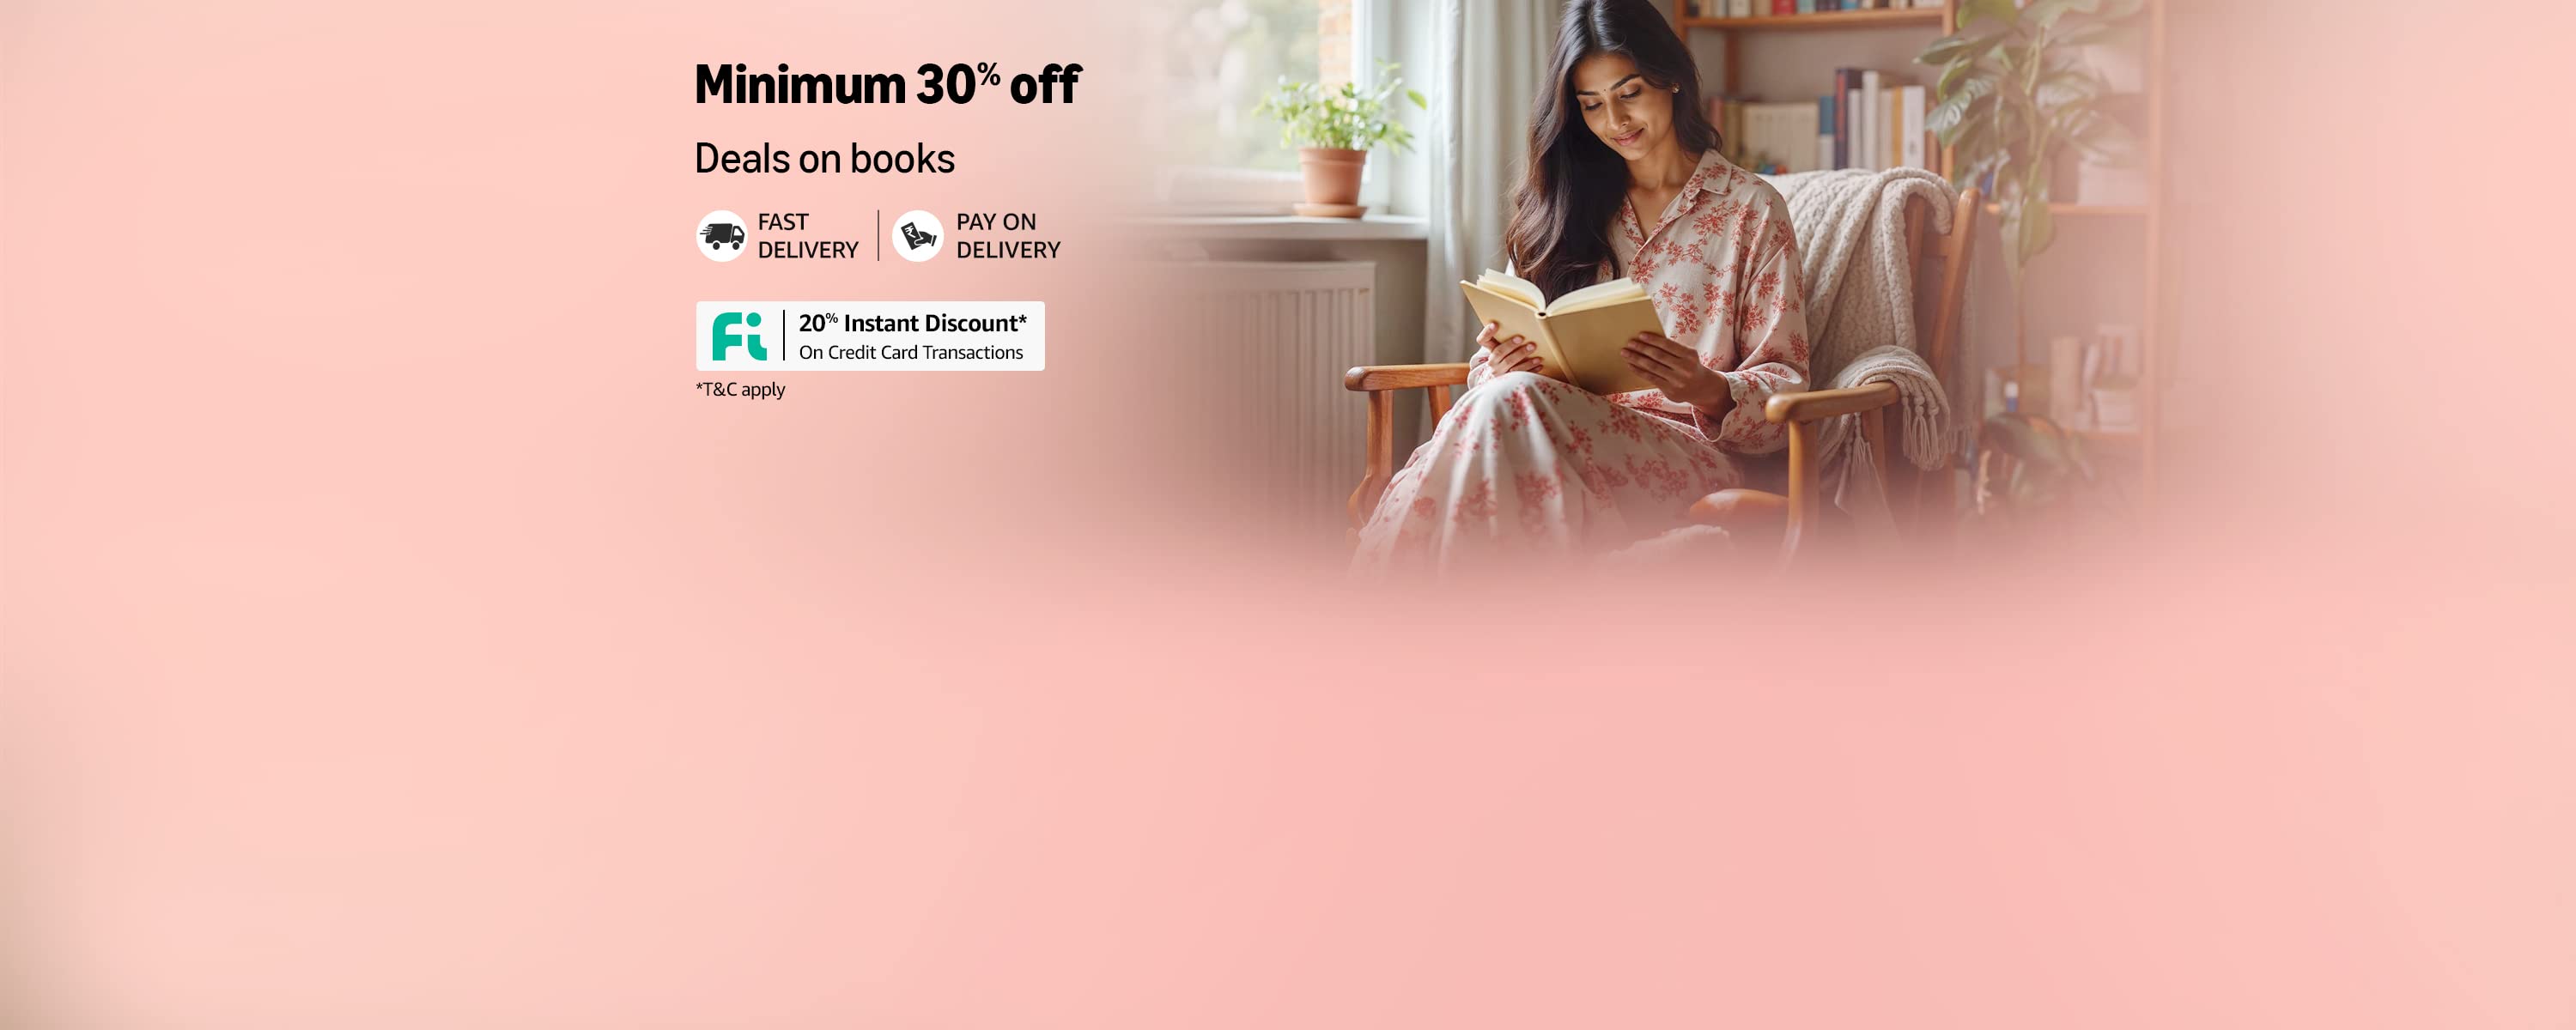 Minimum 30% off
Deals on books
FAST
DELIVERY
PAY ON
DELIVERY
Fi
20% Instant Discount*
On Credit Card Transactions
*T&C apply